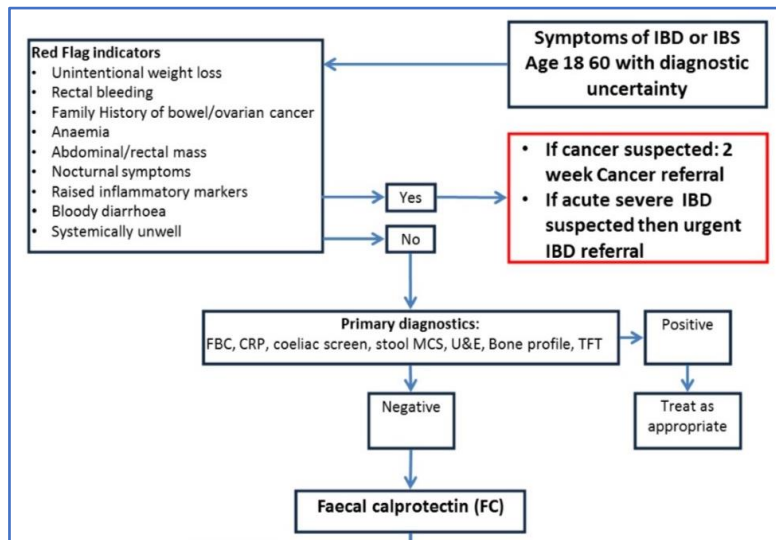 Symptoms of IBD or IBS
Age 18 60 with diagnostic
uncertainty
Red Flag indicators
• Unintentional weight loss
• Rectal bleeding
• Family History of bowel/ovarian cancer
• Anaemia
• Abdominal/rectal mass
• Nocturnal symptoms
• Raised inflammatory markers
• Bloody diarrhoea
• Systemically unwell
Yes
• If cancer suspected: 2
week Cancer referral
• If acute severe IBD
suspected then urgent
IBD referral
No
Primary diagnostics:
FBC, CRP, coeliac screen, stool MCS, U&E, Bone profile, TFT
Positive
Treat as
appropriate
Negative
Faecal calprotectin (FC)